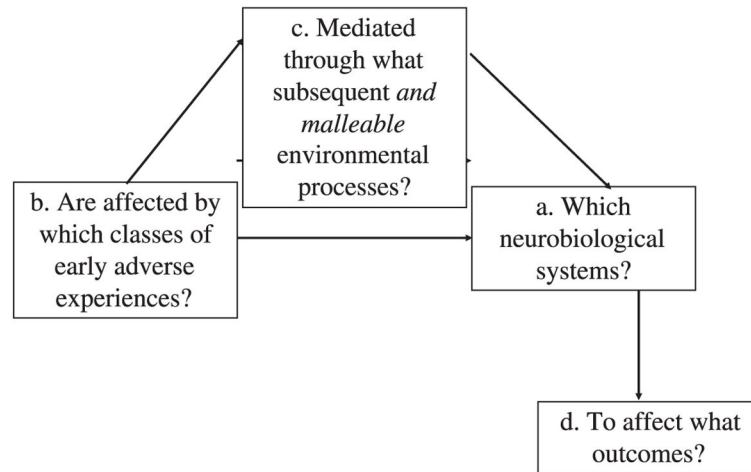 c. Mediated
through what
subsequent and
malleable
environmental
processes?
b. Are affected by
which classes of
early adverse
experiences?
a. Which
neurobiological
systems?
d. To affect what
outcomes?